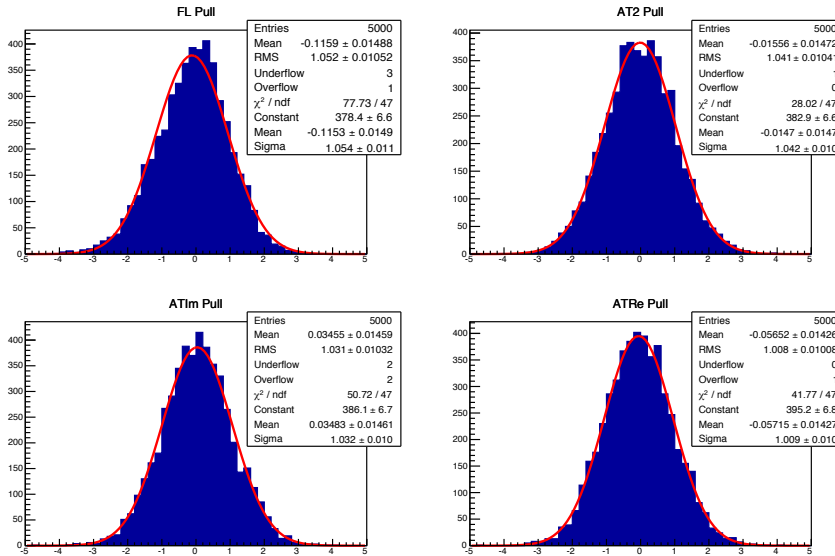 FL Pull
Entries 5000
Mean -0.1159 ± 0.01488
RMS 1.052 ± 0.01052
Underflow 3
Overflow 1
χ² / ndf 77.73 / 47
Constant 378.4 ± 6.6
Mean -0.1153 ± 0.0149
Sigma 1.054 ± 0.011
400
350
300
250
200
150
100
50
0
-5 -4 -3 -2 -1 0 1 2 3 4 5
AT2 Pull
Entries 5000
Mean -0.01556 ± 0.01472
RMS 1.041 ± 0.01041
Underflow 1
Overflow 0
χ² / ndf 28.02 / 47
Constant 382.9 ± 6.6
Mean -0.0147 ± 0.0147
Sigma 1.042 ± 0.010
400
350
300
250
200
150
100
50
0
-5 -4 -3 -2 -1 0 1 2 3 4 5
ATIm Pull
Entries 5000
Mean 0.03455 ± 0.01459
RMS 1.031 ± 0.01032
Underflow 2
Overflow 2
χ² / ndf 50.72 / 47
Constant 386.1 ± 6.7
Mean 0.03483 ± 0.01461
Sigma 1.032 ± 0.010
400
350
300
250
200
150
100
50
0
-5 -4 -3 -2 -1 0 1 2 3 4 5
ATRe Pull
Entries 5000
Mean -0.05652 ± 0.01426
RMS 1.008 ± 0.01008
Underflow 0
Overflow 1
χ² / ndf 41.77 / 47
Constant 395.2 ± 6.8
Mean -0.05715 ± 0.01427
Sigma 1.009 ± 0.010
400
350
300
250
200
150
100
50
0
-5 -4 -3 -2 -1 0 1 2 3 4 5